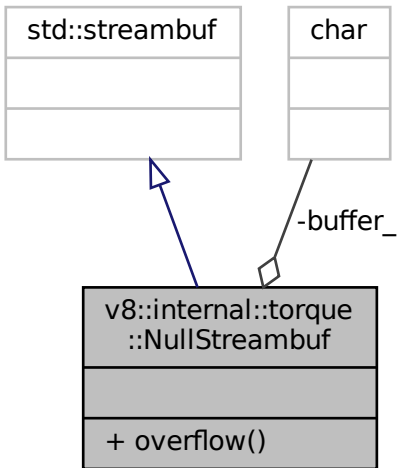 std::streambuf
char
-buffer_
v8::internal::torque
::NullStreambuf
+ overflow()